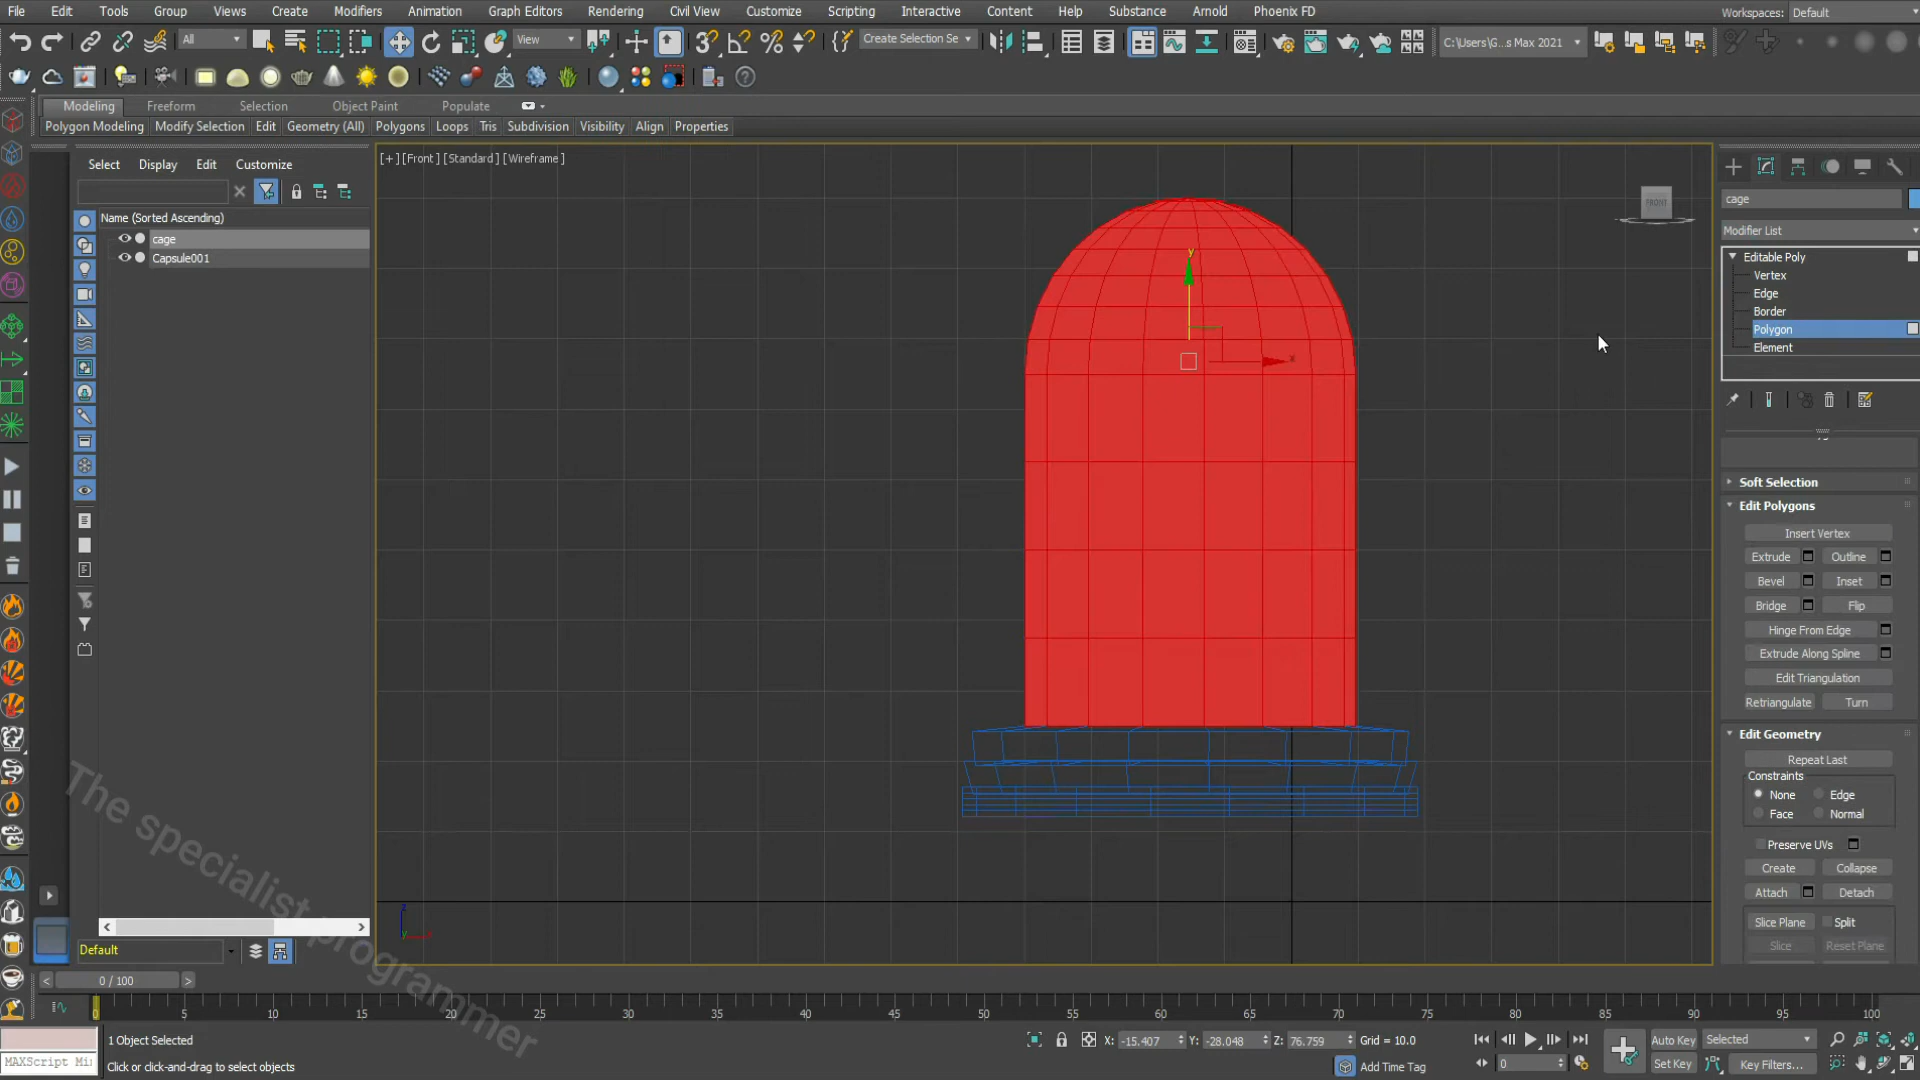 File Edit Tools Group Views Create Modifiers Animation Graph Editors Rendering Civil View Customize Scripting Interactive Content Help Substance Arnold Phoenix FD
Workspaces: Default
All
View
Create Selection Se
C:\Users\G...s Max 2021
Modeling Freeform Selection Object Paint Populate
Polygon Modeling Modify Selection Edit Geometry (All) Polygons Loops Tris Subdivision Visibility Align Properties
Select Display Edit Customize
Name (Sorted Ascending)
cage
Capsule001
[+] [Front] [Standard] [Wireframe]
FRONT
y
x
z
y
cage
Modifier List
Editable Poly
Vertex
Edge
Border
Polygon
Element
Soft Selection
Edit Polygons
Insert Vertex
Extrude Outline
Bevel Inset
Bridge Flip
Hinge From Edge
Extrude Along Spline
Edit Triangulation
Retriangulate Turn
Edit Geometry
Repeat Last
Constraints
None Edge
Face Normal
Preserve UVs
Create Collapse
Attach Detach
Slice Plane Split
Slice Reset Plane
Default
The specialist programmer
< 0 / 100 >
0 5 10 15 20 25 30 35 40 45 50 55 60 65 70 75 80 85 90 95 100
1 Object Selected
X: -15.407 Y: -28.048 Z: 76.759 Grid = 10.0
Auto Key Selected
MAXScript Mi
Click or click-and-drag to select objects
Add Time Tag
0
Set Key Key Filters...